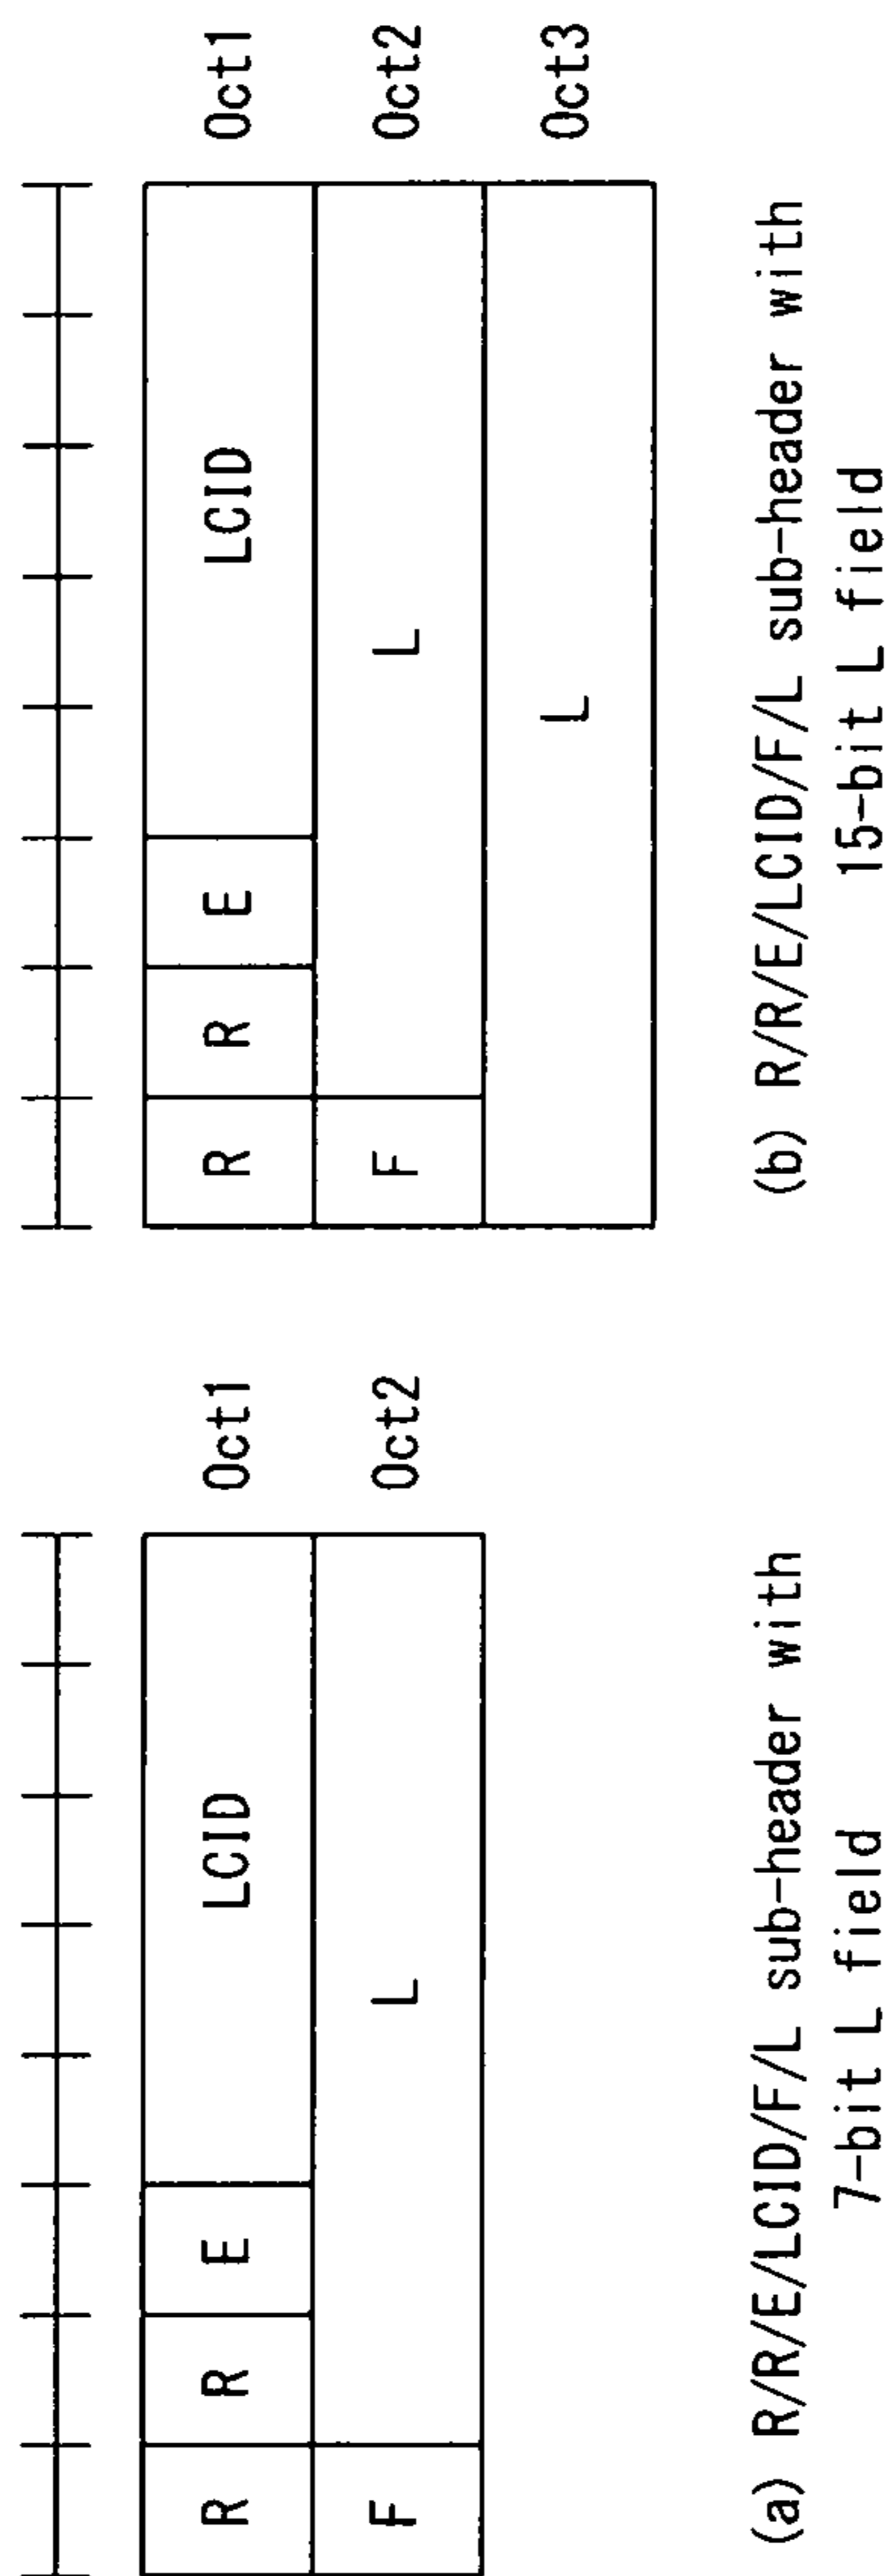 R R E LCID Oct1
F L Oct2
(a) R/R/E/LCID/F/L sub-header with
7-bit L field
R R E LCID Oct1
F L Oct2
L Oct3
(b) R/R/E/LCID/F/L sub-header with
15-bit L field